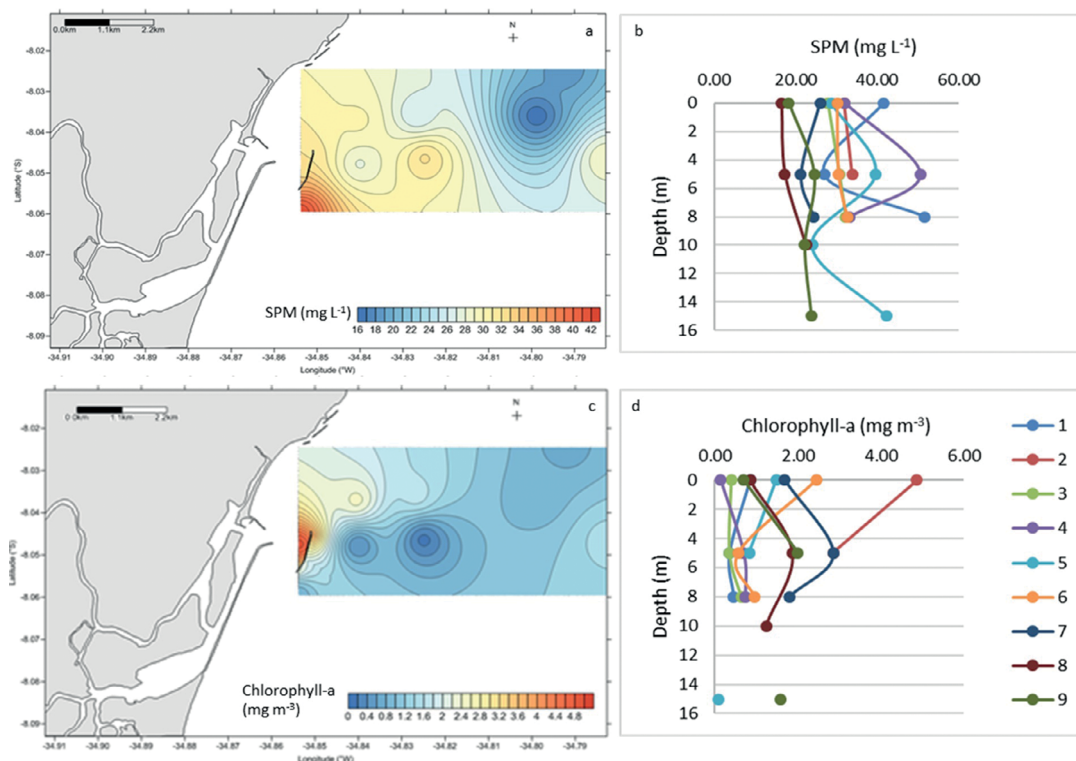 a
0.0km 1.1km 2.2km
N
-8.02
-8.03
-8.04
-8.05
-8.06
-8.07
-8.08
-8.09
Latitude (°S)
SPM (mg L⁻¹)
16 18 20 22 24 26 28 30 32 34 36 38 40 42
-34.91 -34.90 -34.89 -34.88 -34.87 -34.86 -34.85 -34.84 -34.83 -34.82 -34.81 -34.80 -34.79
Longitude (°W)
b
SPM (mg L⁻¹)
0.00 20.00 40.00 60.00
0
2
4
6
8
10
12
14
16
Depth (m)
c
0.0km 1.1km 2.2km
N
-8.02
-8.03
-8.04
-8.05
-8.06
-8.07
-8.08
-8.09
Latitude (°S)
Chlorophyll-a
(mg m⁻³)
0 0.4 0.8 1.2 1.6 2 2.4 2.8 3.2 3.6 4 4.4 4.8
-34.91 -34.90 -34.89 -34.88 -34.87 -34.86 -34.85 -34.84 -34.83 -34.82 -34.81 -34.80 -34.79
Longitude (°W)
d
Chlorophyll-a (mg m⁻³)
0.00 2.00 4.00 6.00
0
2
4
6
8
10
12
14
16
Depth (m)
1
2
3
4
5
6
7
8
9